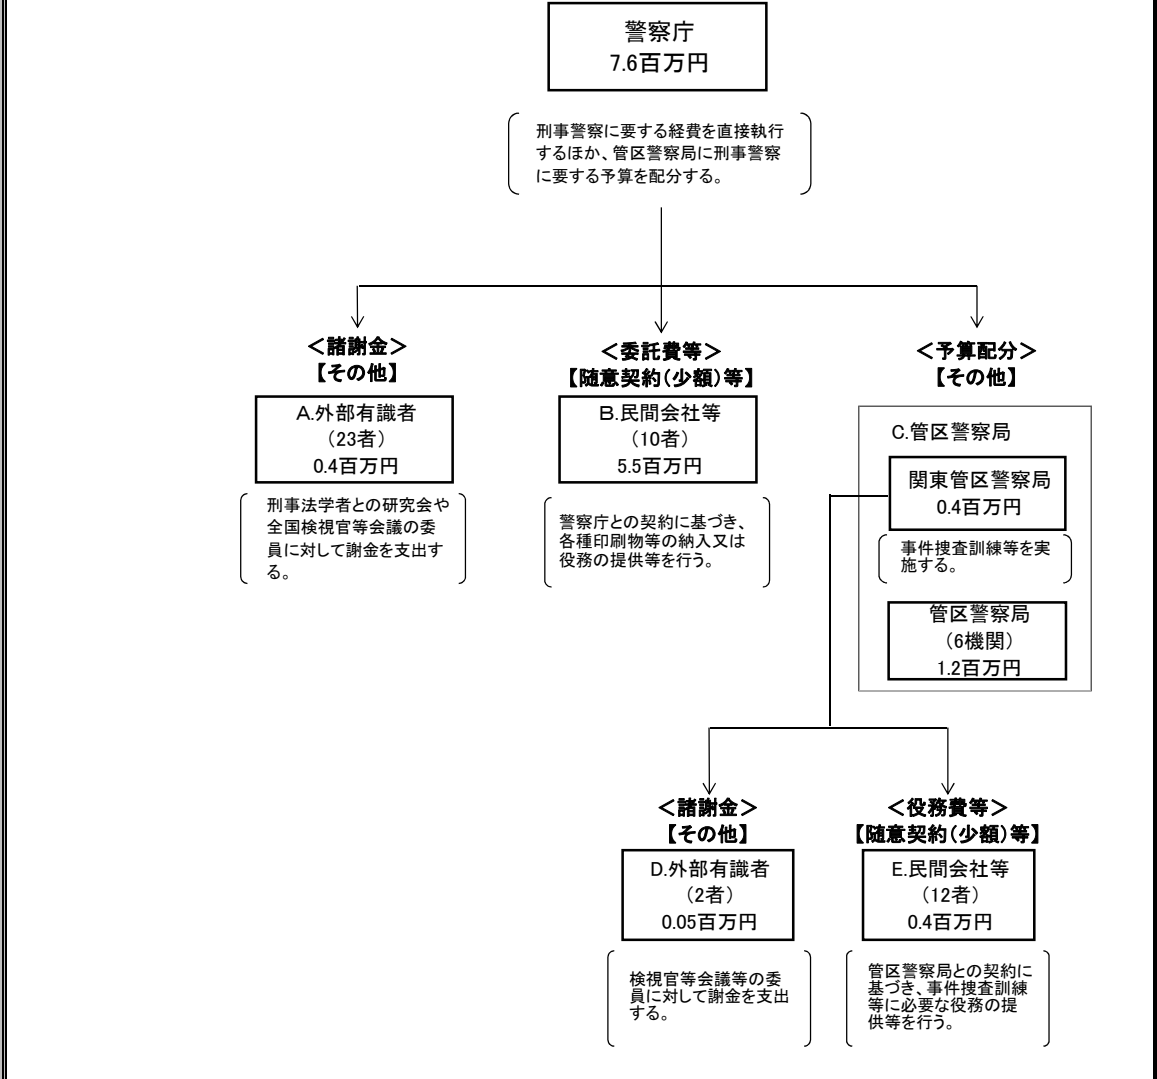 警察庁
7.6百万円
刑事警察に要する経費を直接執行
するほか、管区警察局に刑事警察
に要する予算を配分する。
＜諸謝金＞
【その他】
A.外部有識者
（23者）
0.4百万円
刑事法学者との研究会や
全国検視官等会議の委
員に対して謝金を支出す
る。
＜委託費等＞
【随意契約（少額）等】
B.民間会社等
（10者）
5.5百万円
警察庁との契約に基づき、
各種印刷物等の納入又は
役務の提供等を行う。
＜予算配分＞
【その他】
C.管区警察局
関東管区警察局
0.4百万円
事件捜査訓練等を実
施する。
管区警察局
（6機関）
1.2百万円
＜諸謝金＞
【その他】
D.外部有識者
（2者）
0.05百万円
検視官等会議等の委
員に対して謝金を支出
する。
＜役務費等＞
【随意契約（少額）等】
E.民間会社等
（12者）
0.4百万円
管区警察局との契約に
基づき、事件捜査訓練
等に必要な役務の提
供等を行う。